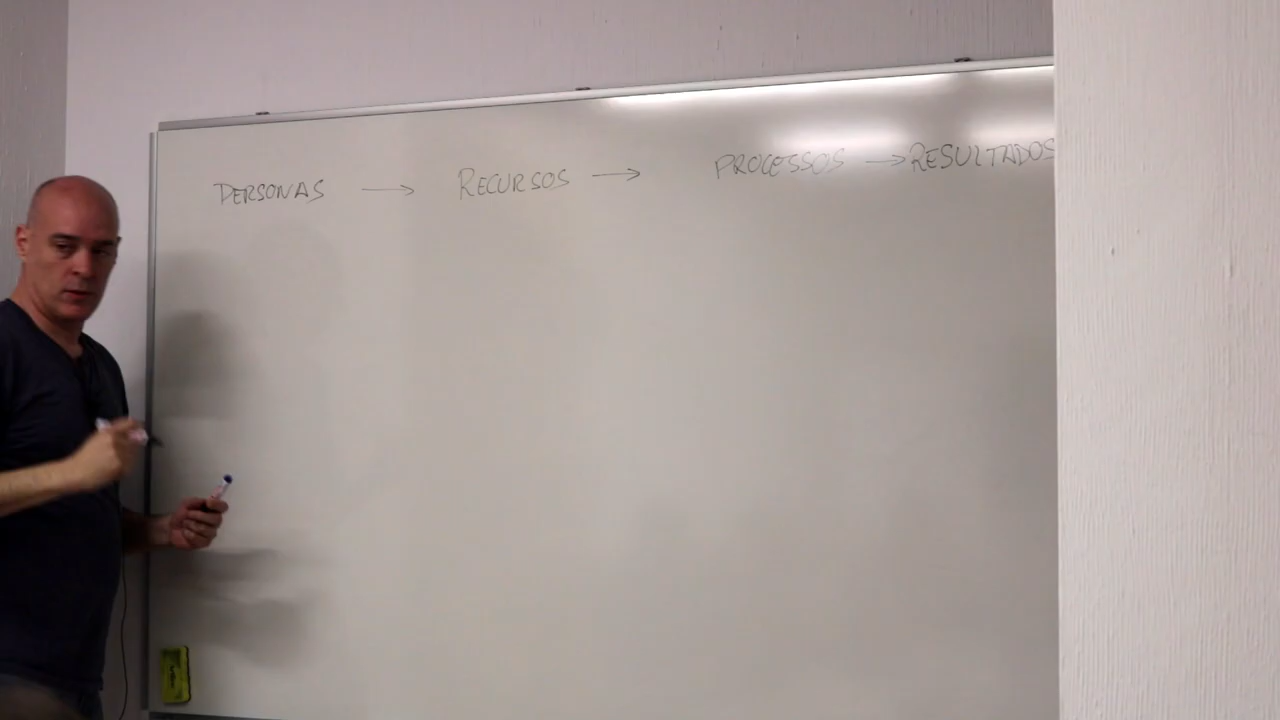 PERSONAS → RECURSOS → PROCESSOS → RESULTADOS